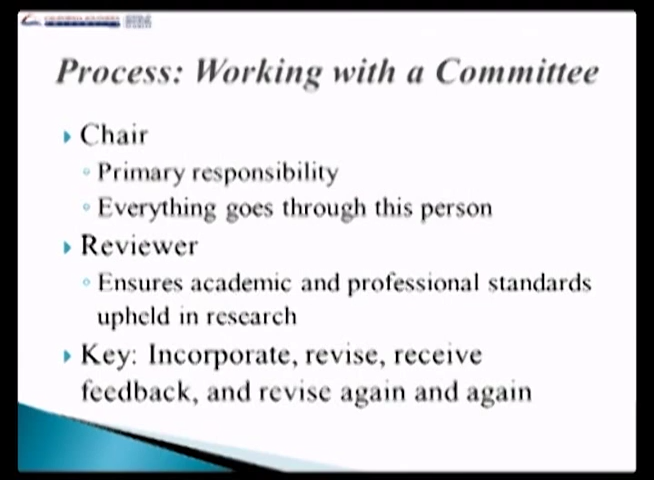 Process: Working with a Committee
Chair
Primary responsibility
Everything goes through this person
Reviewer
Ensures academic and professional standards
upheld in research
Key: Incorporate, revise, receive
feedback, and revise again and again